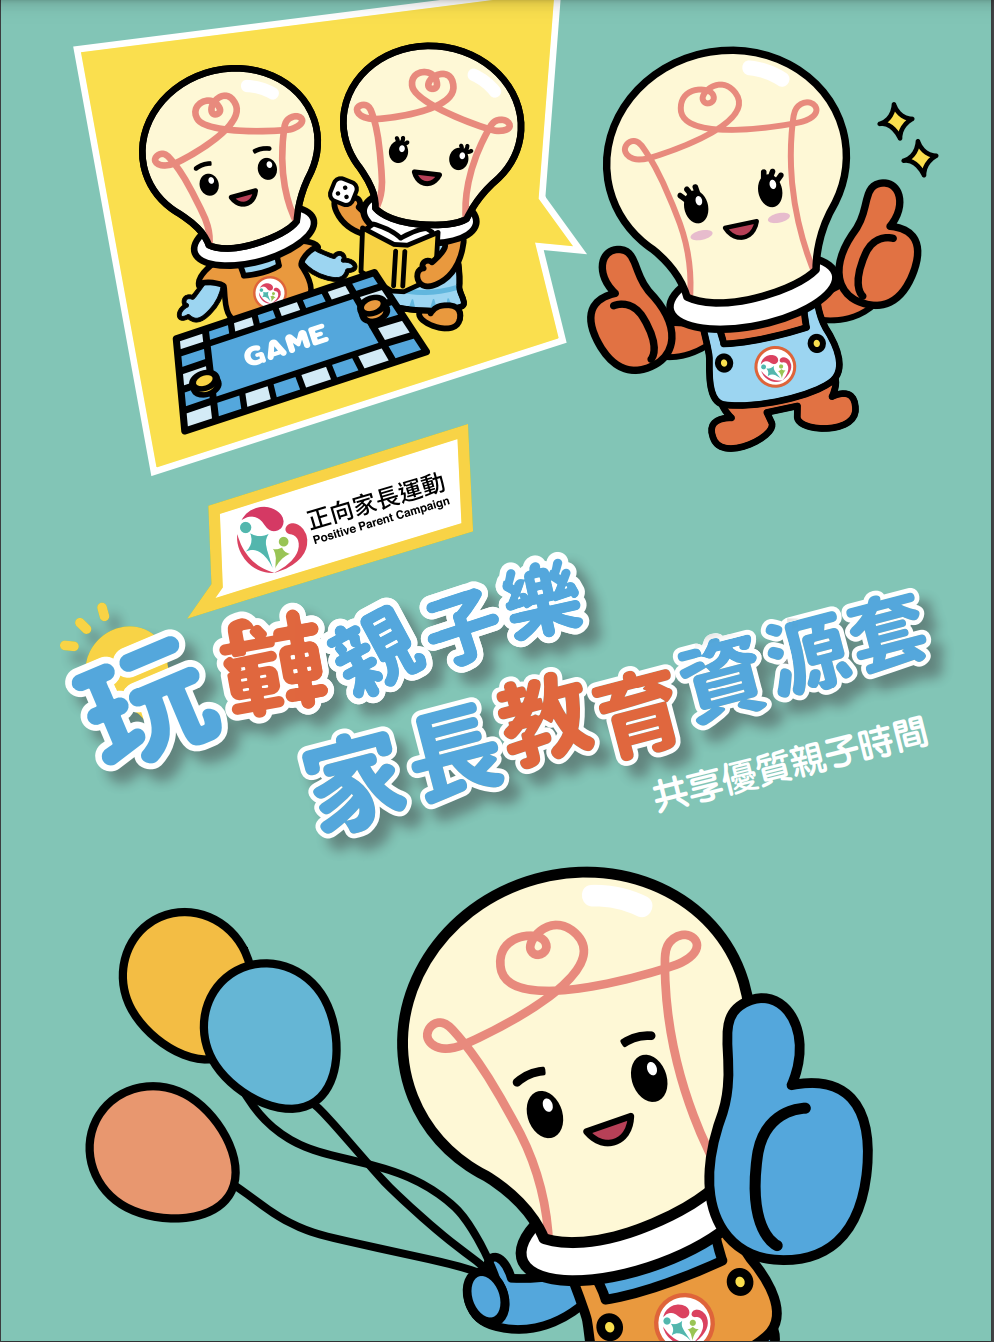 GAME
正向家長運動
Positive Parent Campaign
玩轉親子樂
家長教育資源套
共享優質親子時間